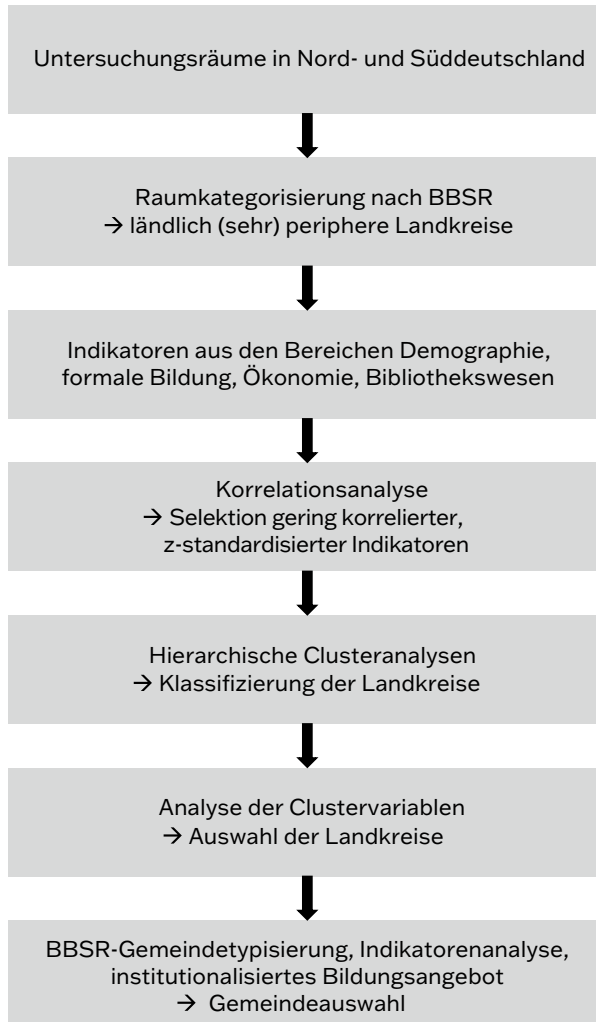 Untersuchungsräume in Nord- und Süddeutschland
Raumkategorisierung nach BBSR
→ ländlich (sehr) periphere Landkreise
Indikatoren aus den Bereichen Demographie,
formale Bildung, Ökonomie, Bibliothekswesen
Korrelationsanalyse
→ Selektion gering korrelierter,
z-standardisierter Indikatoren
Hierarchische Clusteranalysen
→ Klassifizierung der Landkreise
Analyse der Clustervariablen
→ Auswahl der Landkreise
BBSR-Gemeindetypisierung, Indikatorenanalyse,
institutionalisiertes Bildungsangebot
→ Gemeindeauswahl